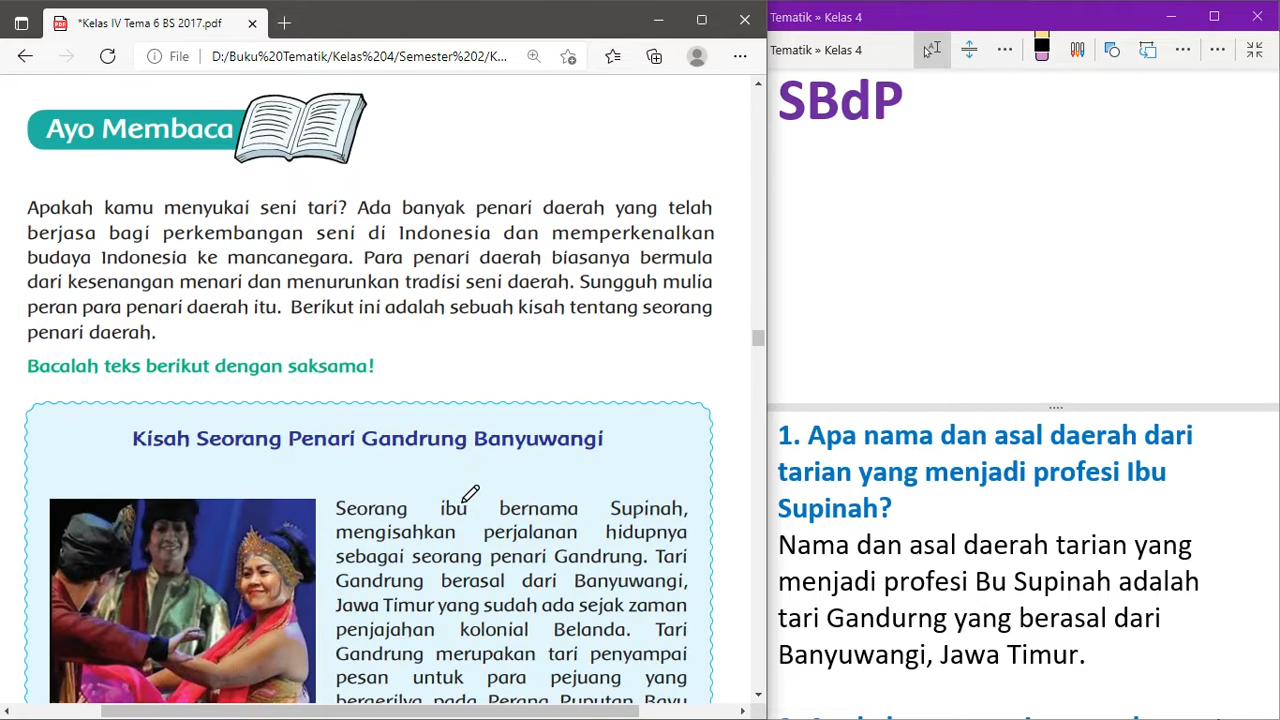 *Kelas IV Tema 6 BS 2017.pdf
File
D:/Buku%20Tematik/Kelas%204/Semester%202/K...
Ayo Membaca
Apakah kamu menyukai seni tari? Ada banyak penari daerah yang telah
berjasa bagi perkembangan seni di Indonesia dan memperkenalkan
budaya Indonesia ke mancanegara. Para penari daerah biasanya bermula
dari kesenangan menari dan menurunkan tradisi seni daerah. Sungguh mulia
peran para penari daerah itu. Berikut ini adalah sebuah kisah tentang seorang
penari daerah.
Bacalah teks berikut dengan saksama!
Kisah Seorang Penari Gandrung Banyuwangi
Seorang ibu bernama Supinah,
mengisahkan perjalanan hidupnya
sebagai seorang penari Gandrung. Tari
Gandrung berasal dari Banyuwangi,
Jawa Timur yang sudah ada sejak zaman
penjajahan kolonial Belanda. Tari
Gandrung merupakan tari penyampai
pesan untuk para pejuang yang
bergerilya pada Perang Puputan Bayu
Tematik » Kelas 4
Tematik » Kelas 4
SBdP
1. Apa nama dan asal daerah dari
tarian yang menjadi profesi Ibu
Supinah?
Nama dan asal daerah tarian yang
menjadi profesi Bu Supinah adalah
tari Gandurng yang berasal dari
Banyuwangi, Jawa Timur.